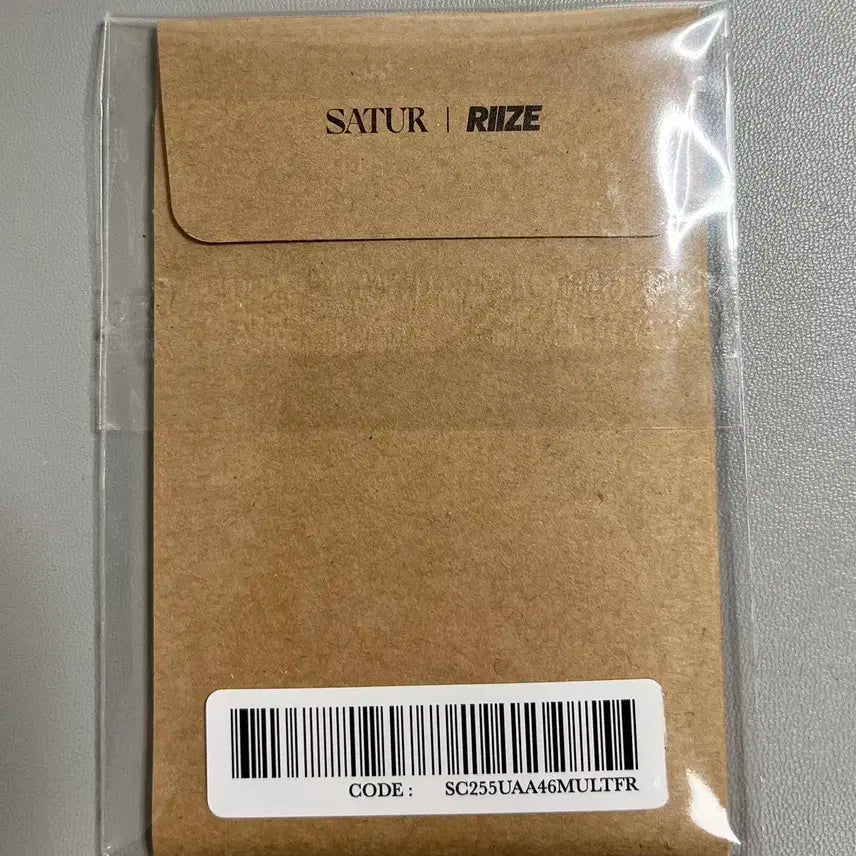 SATUR | RIIZE
CODE : SC255UAA46MULTFR